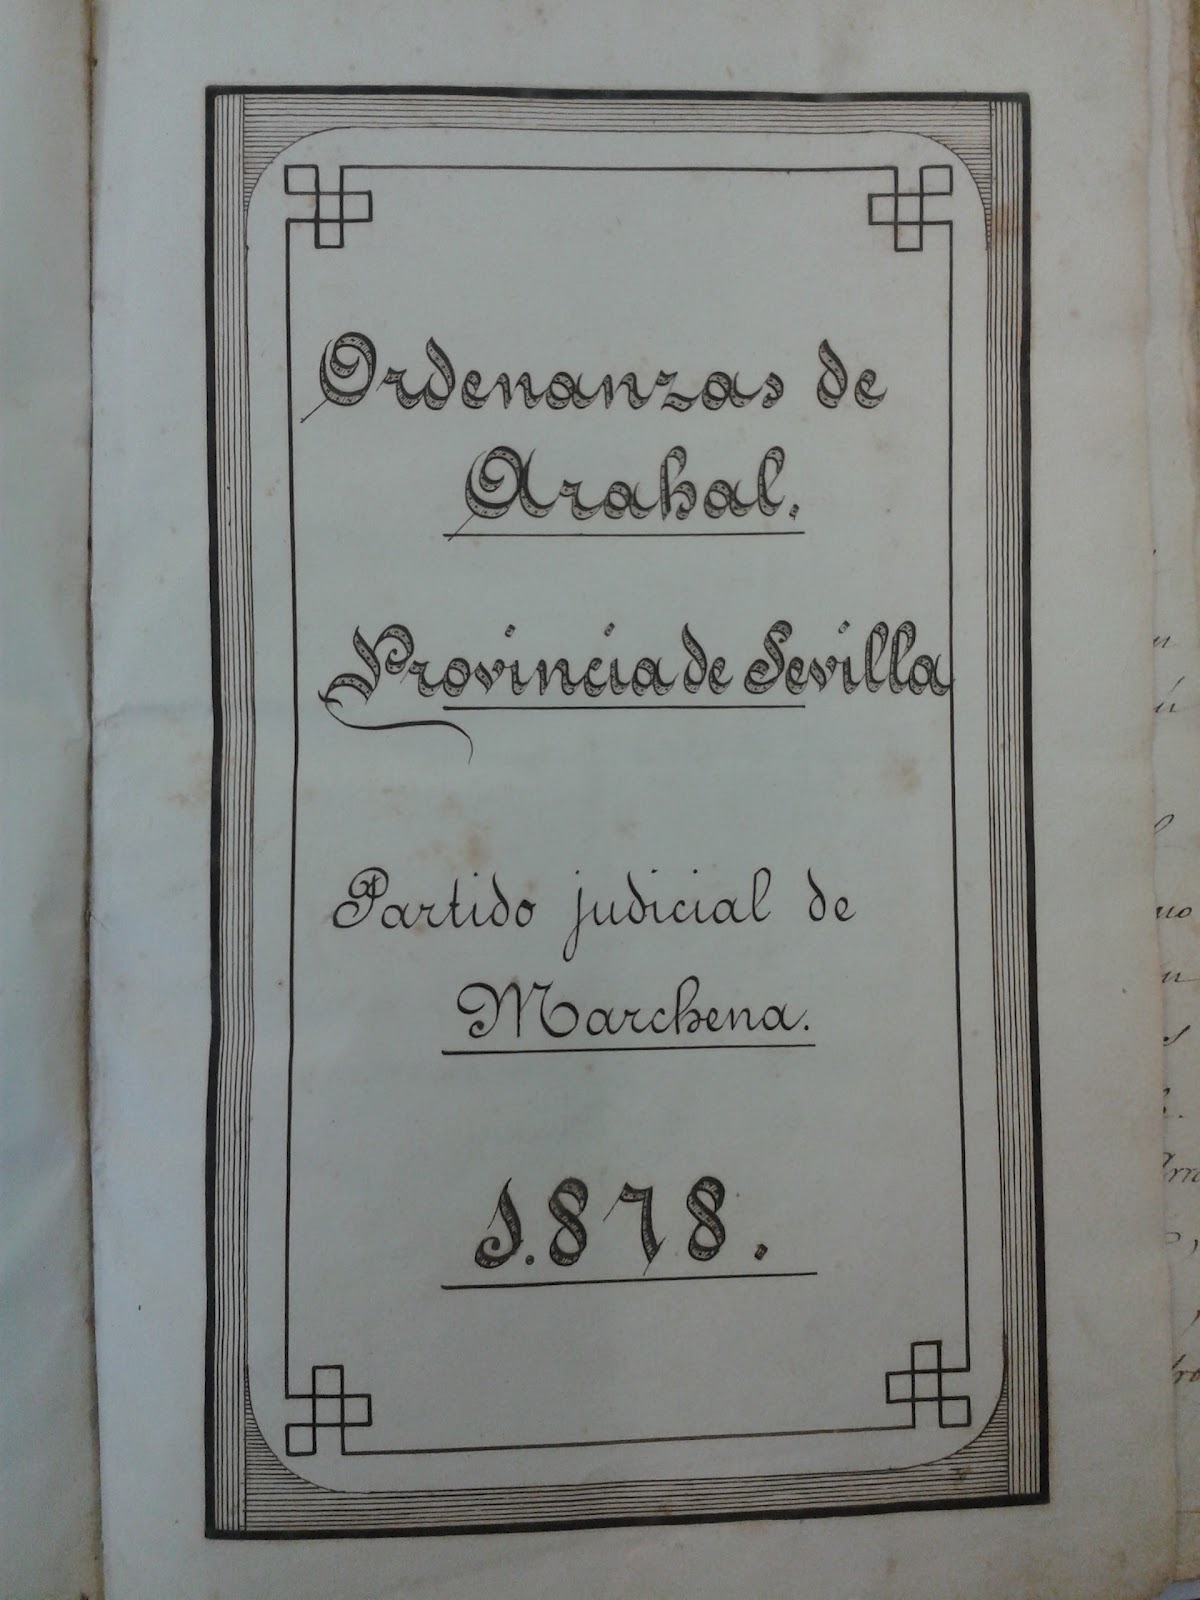 Ordenanzas de
Arahal.
Provincia de Sevilla
Partido judicial de
Marchena.
1.878.